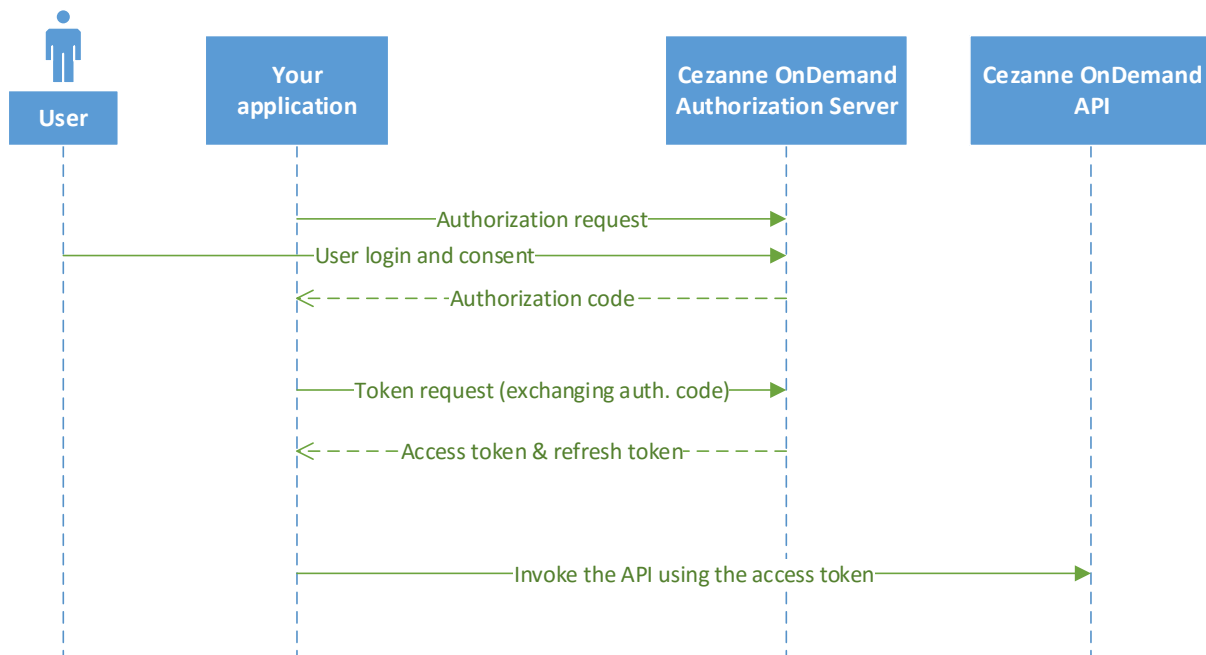 User
Your
application
Cezanne OnDemand
Authorization Server
Cezanne OnDemand
API
Authorization request
User login and consent
Authorization code
Token request (exchanging auth. code)
Access token & refresh token
Invoke the API using the access token